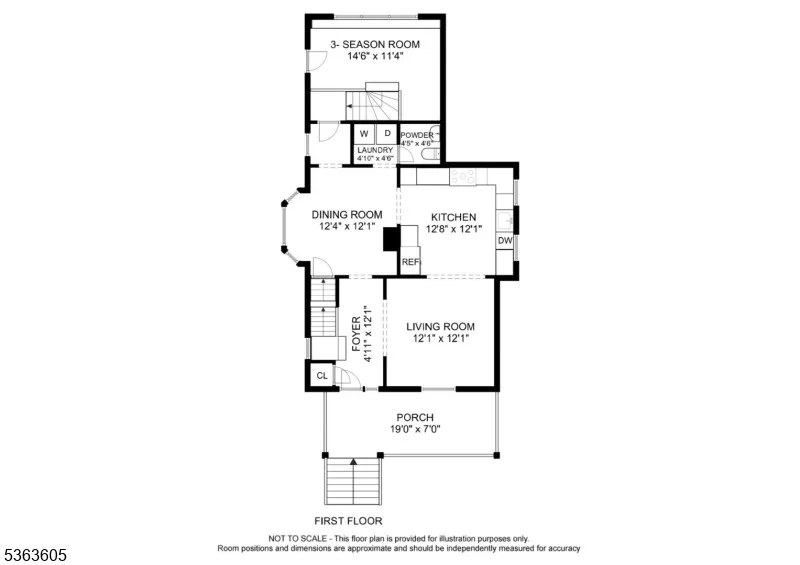 3- SEASON ROOM
14'6" x 11'4"
W
D
POWDER
4'5" x 4'6"
LAUNDRY
4'10" x 4'6"
DINING ROOM
12'4" x 12'1"
KITCHEN
12'8" x 12'1"
DW
REF.
FOYER
4'11" x 12'1"
LIVING ROOM
12'1" x 12'1"
CL
PORCH
19'0" x 7'0"
FIRST FLOOR
NOT TO SCALE - This floor plan is provided for illustration purposes only.
Room positions and dimensions are approximate and should be independently measured for accuracy
5363605